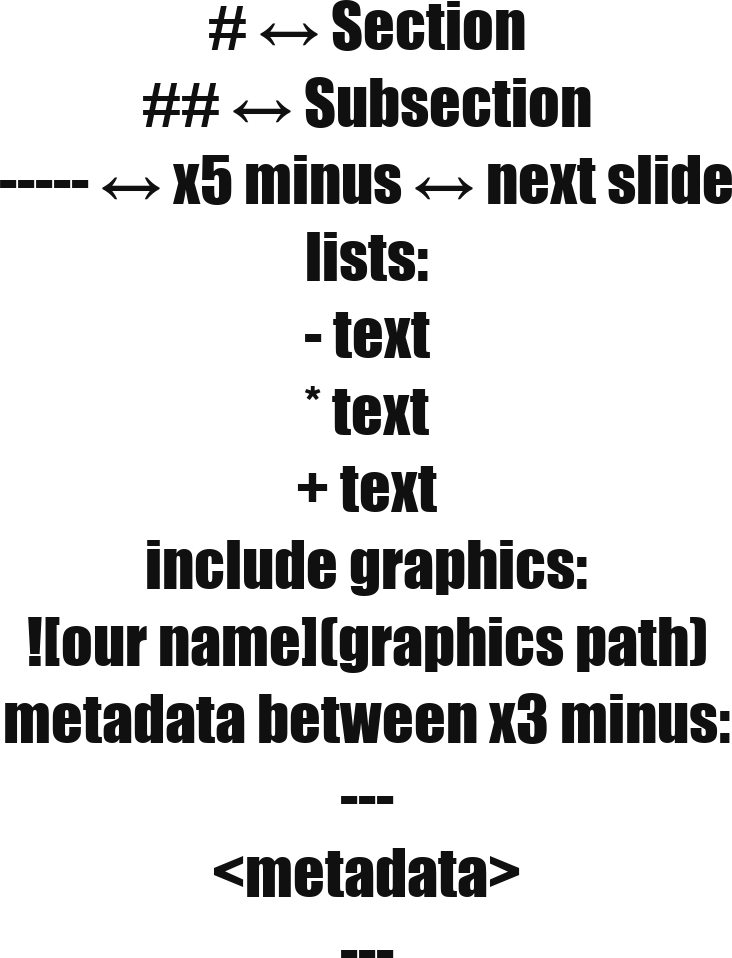 # ↔ Section
## ↔ Subsection
----- ↔ x5 minus ↔ next slide
lists:
- text
* text
+ text
include graphics:
![our name](graphics path)
metadata between x3 minus:
---
<metadata>
---